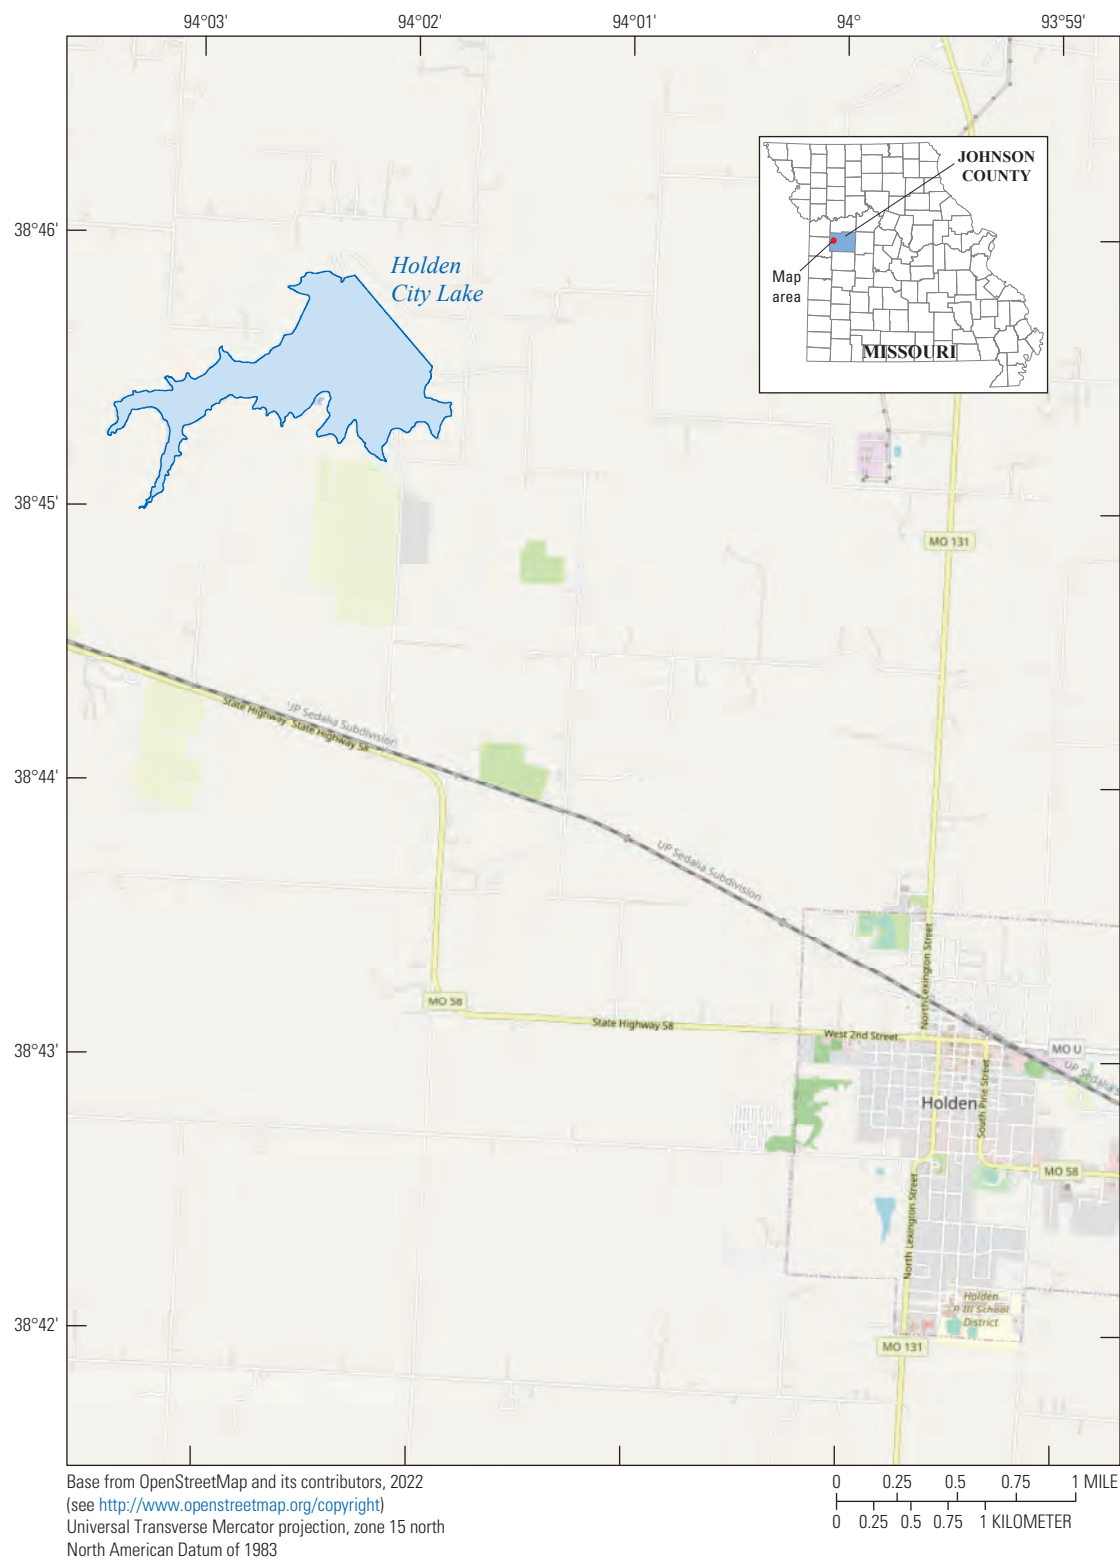 94°03'
94°02'
94°01'
94°
93°59'
JOHNSON
COUNTY
38°46'
Holden
City Lake
Map
area
MISSOURI
38°45'
MO 131
State Highway State Highway 58
UP Sedalia Subdivision
38°44'
UP Sedalia Subdivision
North Lexington Street
MO 58
State Highway 58
West 2nd Street
38°43'
MO U
UP Sedalia
South Pine Street
Holden
MO 58
North Lexington Street
Holden
R III School
District
38°42'
MO 131
Base from OpenStreetMap and its contributors, 2022
(see http://www.openstreetmap.org/copyright)
Universal Transverse Mercator projection, zone 15 north
North American Datum of 1983
0 0.25 0.5 0.75 1 MILE
0 0.25 0.5 0.75 1 KILOMETER